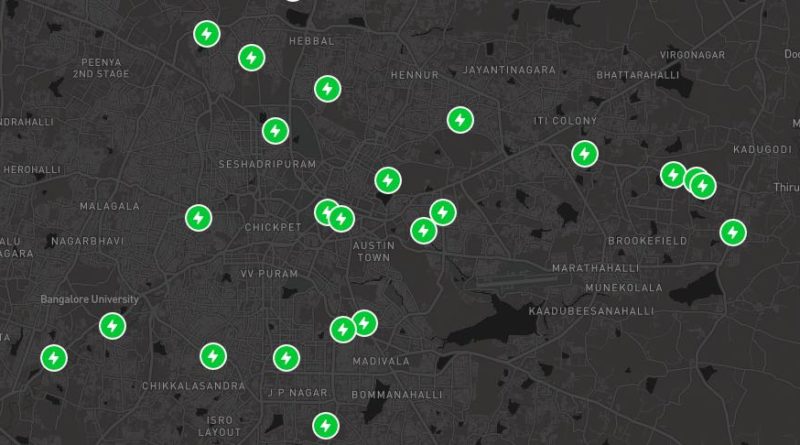 HEBBAL
VIRGONAGAR
PEENYA
2ND STAGE
HENNUR
JAYANTINAGARA
BHATTARAHALLI
NDRAHALLI
ITI COLONY
KADUGODI
HEROHALLI
SESHADRIPURAM
Thiru
MALAGALA
CHICKPET
ALU
AGARA
NAGARBHAVI
AUSTIN
TOWN
BROOKEFIELD
VV PURAM
MARATHAHALLI
MUNEKOLALA
Bangalore University
KAADUBEESANAHALLI
TA
MADIVALA
CHIKKALASANDRA
J P NAGAR
BOMMANAHALLI
ISRO
LAYOUT